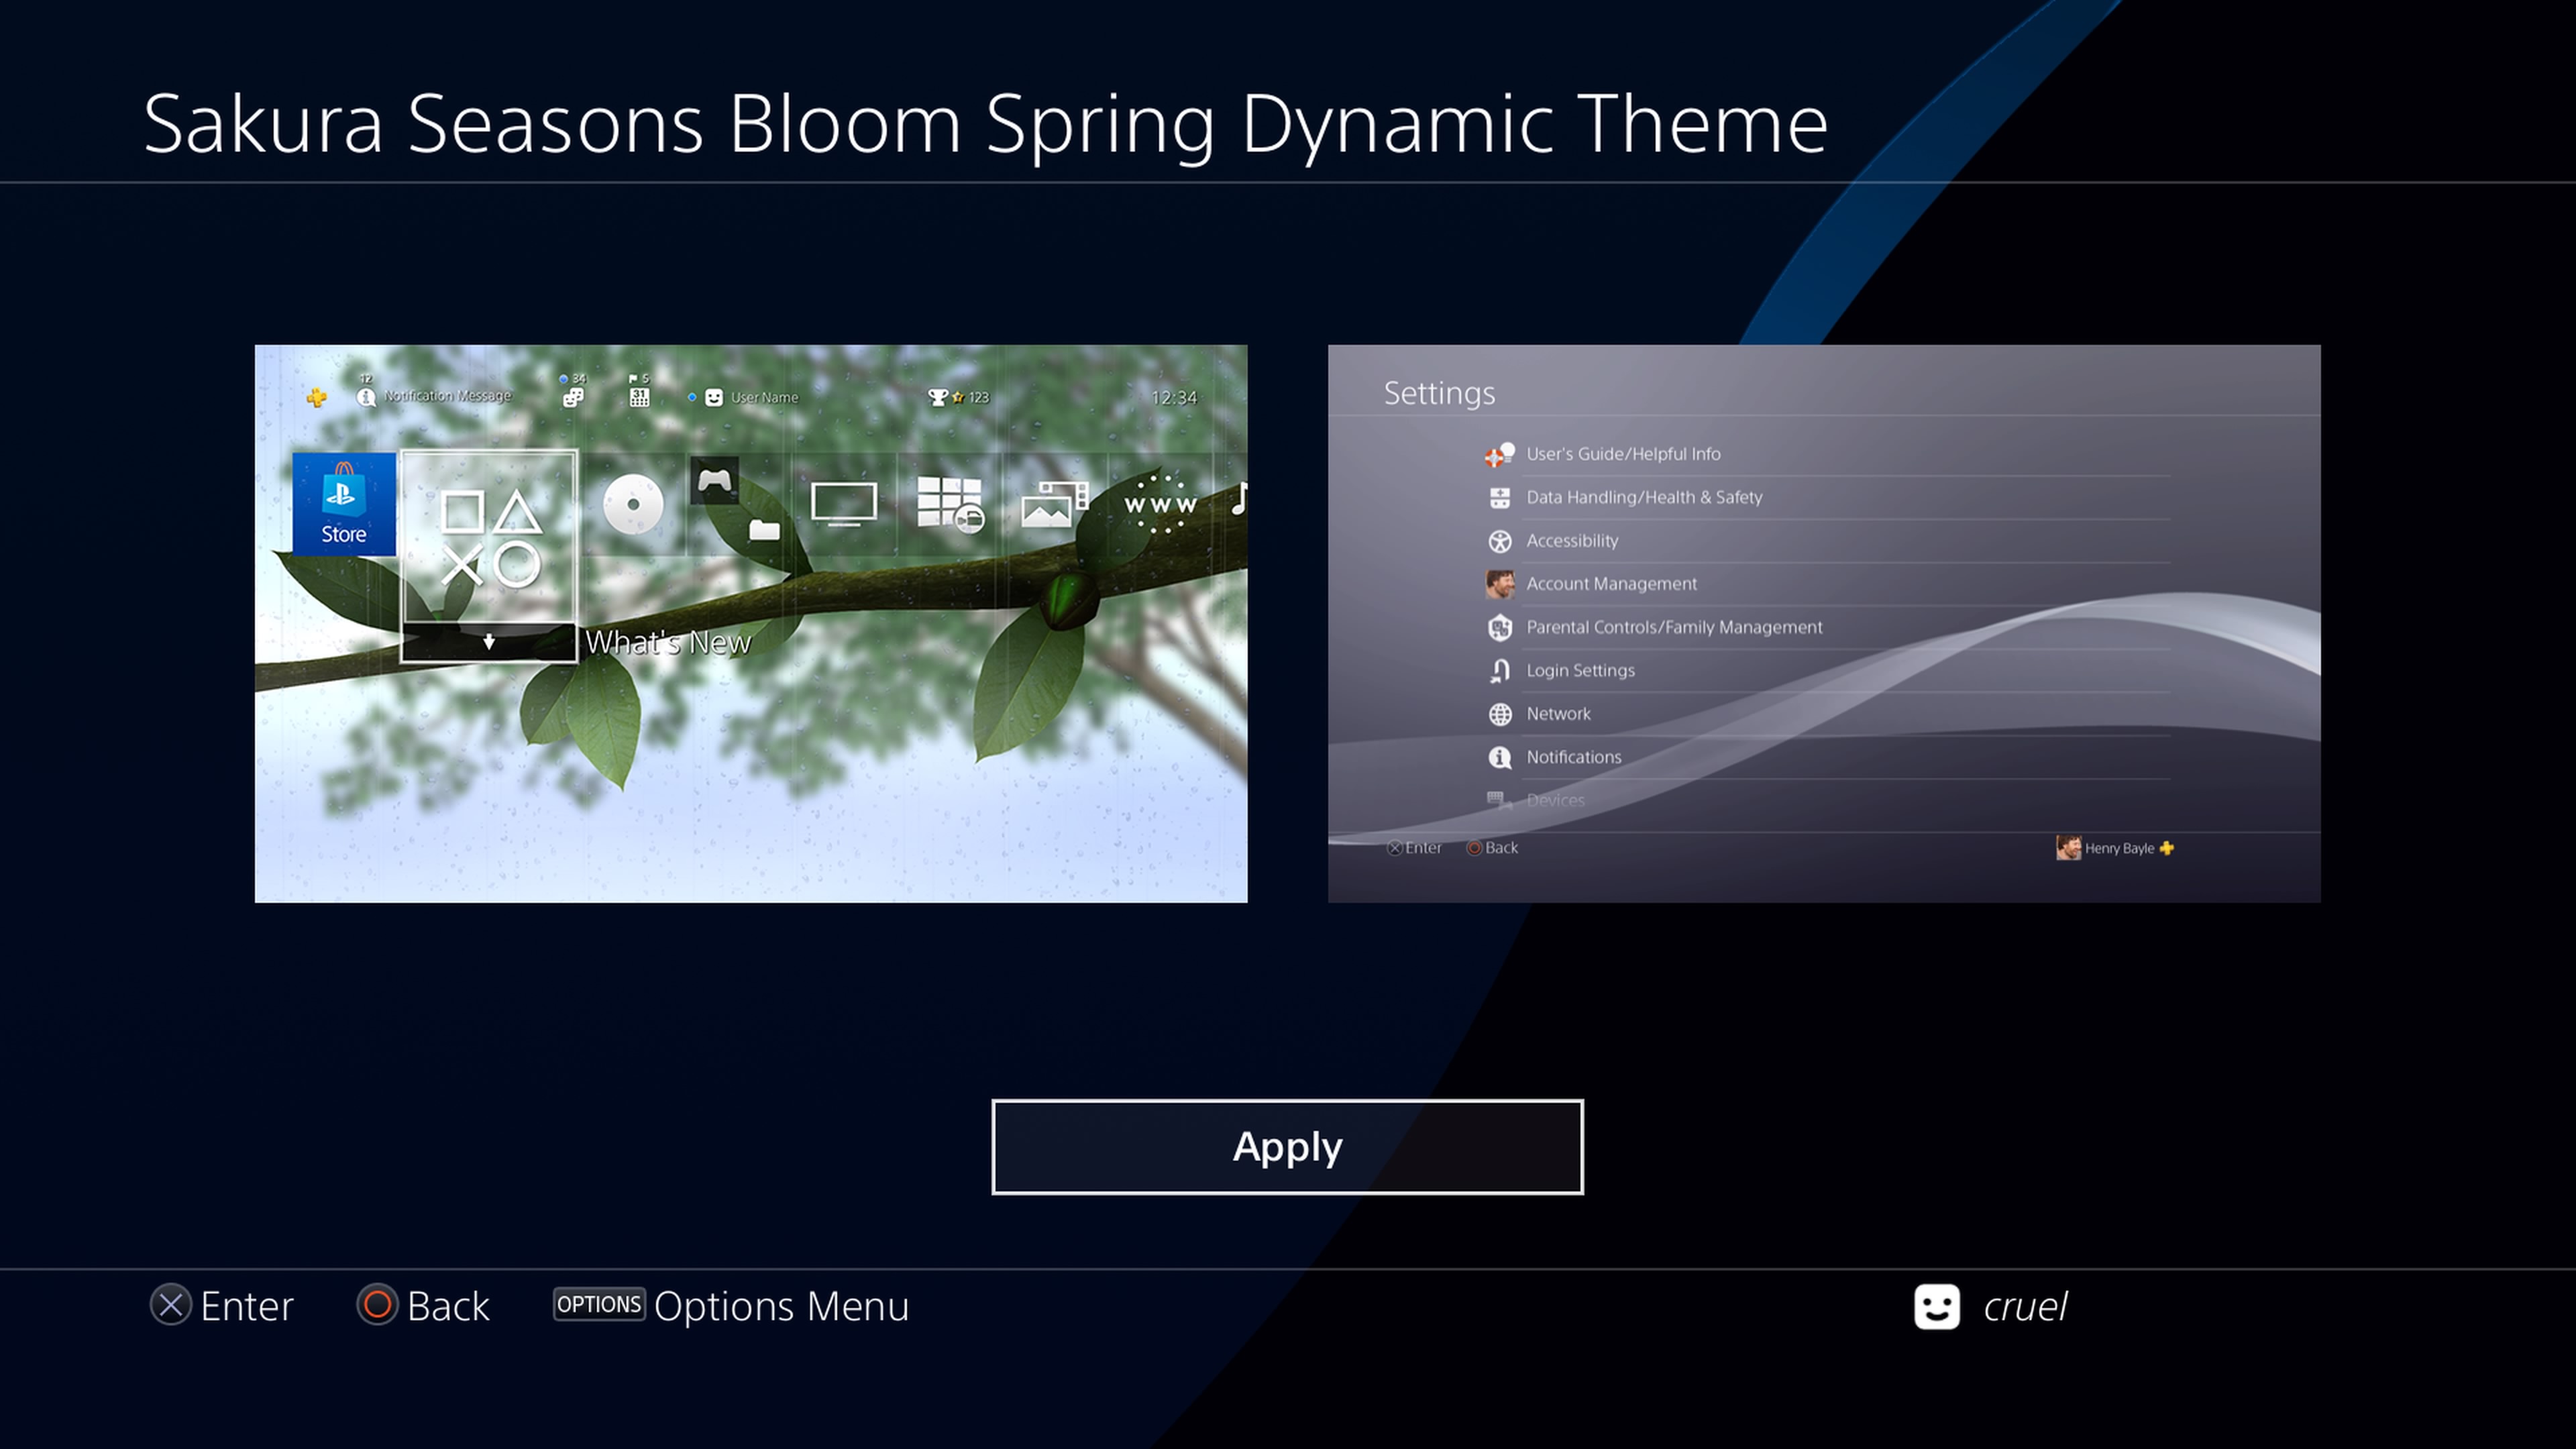 Sakura Seasons Bloom Spring Dynamic Theme
12
Notification Message
34
5
31
User Name
123
12:34
Store
What's New
WWW
Settings
User's Guide/Helpful Info
Data Handling/Health & Safety
Accessibility
Account Management
Parental Controls/Family Management
Login Settings
Network
Notifications
Devices
Enter
Back
Henry Bayle
Apply
Enter
Back
OPTIONS Options Menu
cruel